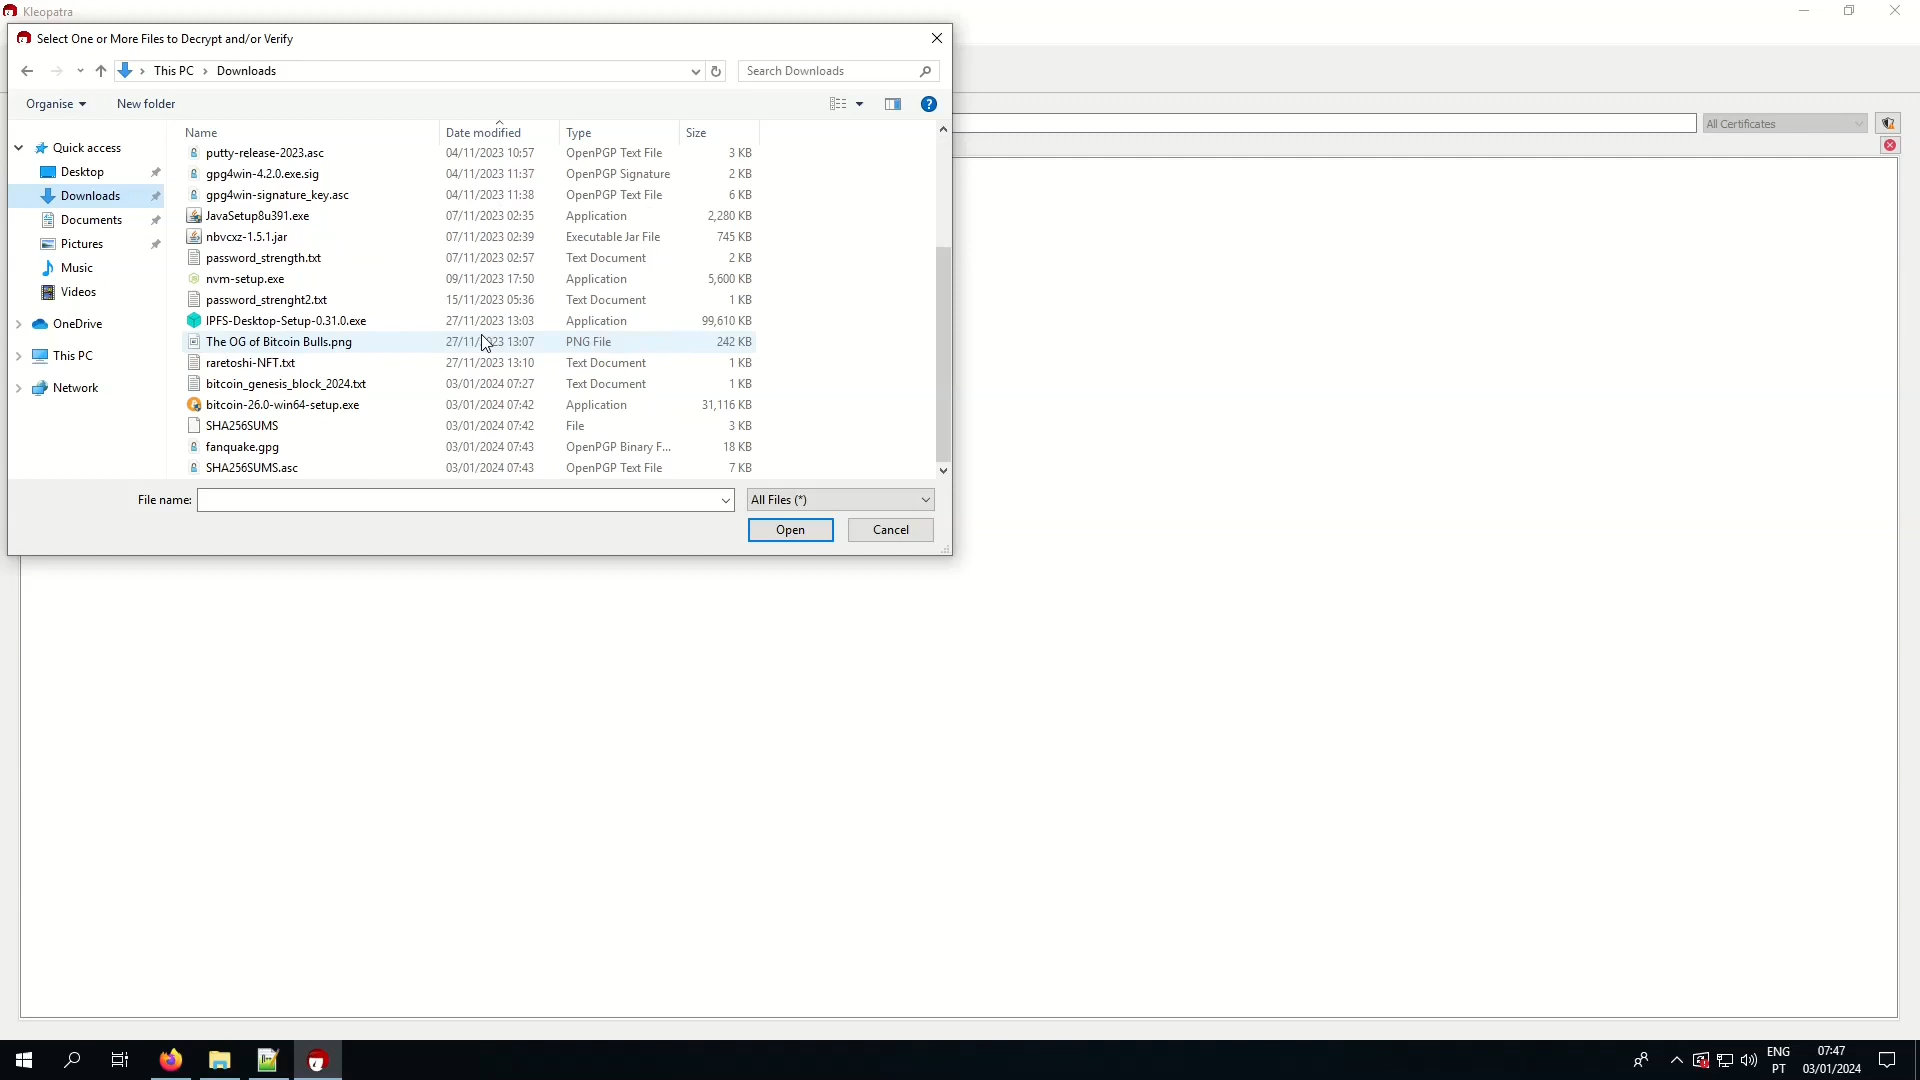 Kleopatra
Select One or More Files to Decrypt and/or Verify
This PC > Downloads
Search Downloads
Organise
New folder
Name Date modified Type Size
putty-release-2023.asc 04/11/2023 10:57 OpenPGP Text File 3 KB
gpg4win-4.2.0.exe.sig 04/11/2023 11:37 OpenPGP Signature 2 KB
gpg4win-signature_key.asc 04/11/2023 11:38 OpenPGP Text File 6 KB
JavaSetup8u391.exe 07/11/2023 02:35 Application 2,280 KB
nbvcxz-1.5.1.jar 07/11/2023 02:39 Executable Jar File 745 KB
password_strength.txt 07/11/2023 02:57 Text Document 2 KB
nvm-setup.exe 09/11/2023 17:50 Application 5,600 KB
password_strenght2.txt 15/11/2023 05:36 Text Document 1 KB
IPFS-Desktop-Setup-0.31.0.exe 27/11/2023 13:03 Application 99,610 KB
The OG of Bitcoin Bulls.png 27/11/2023 13:07 PNG File 242 KB
raretoshi-NFT.txt 27/11/2023 13:10 Text Document 1 KB
bitcoin_genesis_block_2024.txt 03/01/2024 07:27 Text Document 1 KB
bitcoin-26.0-win64-setup.exe 03/01/2024 07:42 Application 31,116 KB
SHA256SUMS 03/01/2024 07:42 File 3 KB
fanquake.gpg 03/01/2024 07:43 OpenPGP Binary F... 18 KB
SHA256SUMS.asc 03/01/2024 07:43 OpenPGP Text File 7 KB
Quick access
Desktop
Downloads
Documents
Pictures
Music
Videos
OneDrive
This PC
Network
File name:
All Files (*)
Open
Cancel
All Certificates
ENG
PT
07:47
03/01/2024